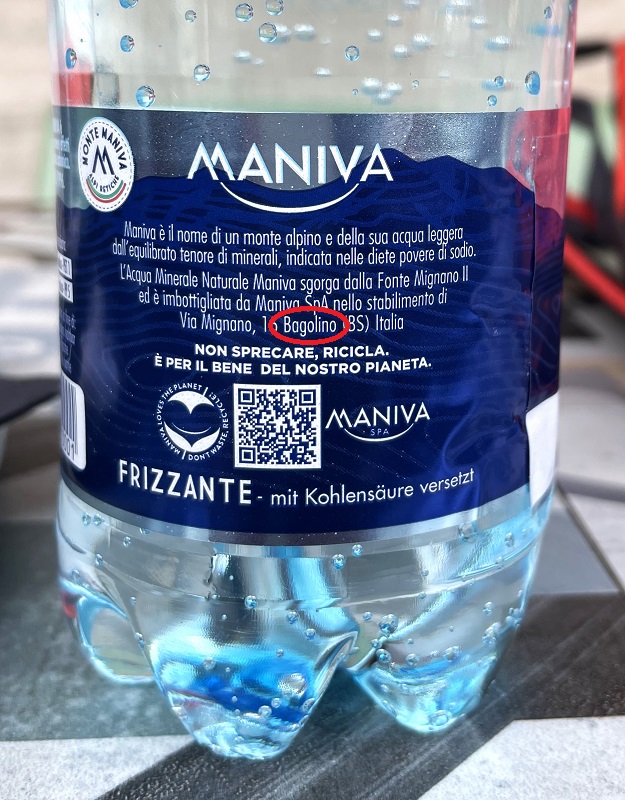 MONTE MANIVA
ALPI RETICHE
MANIVA
Maniva è il nome di un monte alpino e della sua acqua leggera
dall'equilibrato tenore di minerali, indicata nelle diete povere di sodio.
L'Acqua Minerale Naturale Maniva sgorga dalla Fonte Mignano II
ed è imbottigliata da Maniva SpA nello stabilimento di
Via Mignano, Bagolino (BS) Italia
NON SPRECARE, RICICLA.
È PER IL BENE DEL NOSTRO PIANETA.
MANIVA LOVES THE PLANET
DON'T WASTE, RECYCLE!
MANIVA
SPA
FRIZZANTE - mit Kohlensäure versetzt